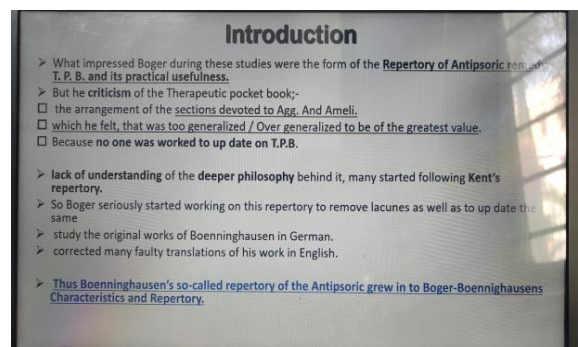 Introduction
➢ What impressed Boger during these studies were the form of the Repertory of Antipsoric remedy,
T. P. B. and its practical usefulness.
➢ But he criticism of the Therapeutic pocket book;-
☐ the arrangement of the sections devoted to Agg. And Ameli.
☐ which he felt, that was too generalized / Over generalized to be of the greatest value.
☐ Because no one was worked to up date on T.P.B.
➢ lack of understanding of the deeper philosophy behind it, many started following Kent's
repertory.
➢ So Boger seriously started working on this repertory to remove lacunes as well as to up date the
same
➢ study the original works of Boenninghausen in German.
➢ corrected many faulty translations of his work in English.
➢ Thus Boenninghausen's so-called repertory of the Antipsoric grew in to Boger-Boennighausens
Characteristics and Repertory.